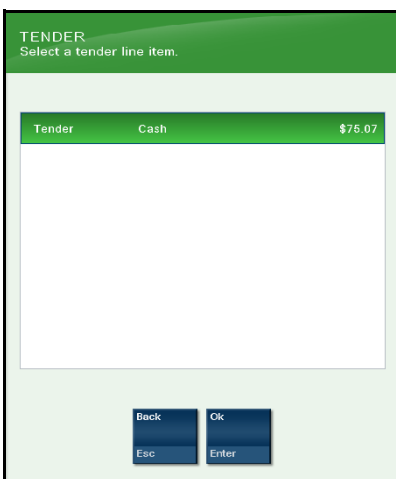 TENDER
Select a tender line item.
Tender Cash $75.07
Back Ok
Esc Enter